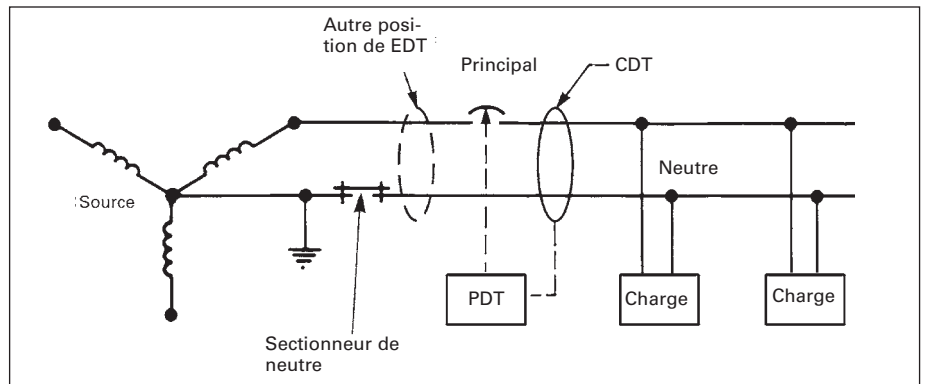 Autre posi-
tion de EDT :
Principal
CDT
Neutre
:Source
PDT
Charge
Charge
Sectionneur de
neutre